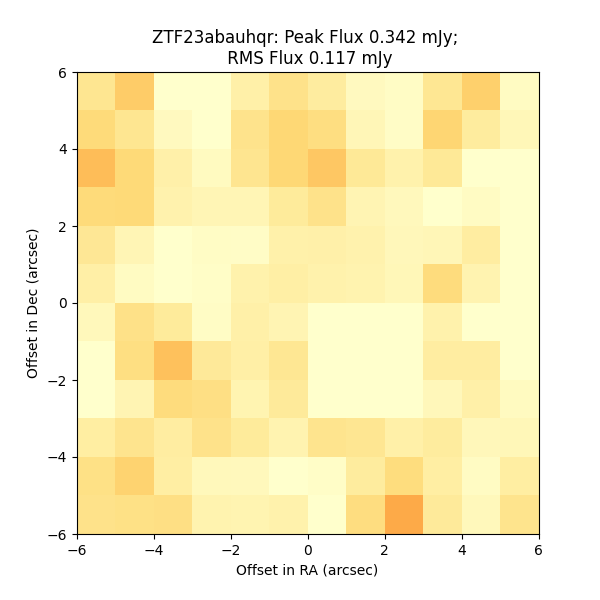 ZTF23abauhqr: Peak Flux 0.342 mJy;
RMS Flux 0.117 mJy
6
4
2
0
−2
−4
−6
Offset in Dec (arcsec)
−6 −4 −2 0 2 4 6
Offset in RA (arcsec)